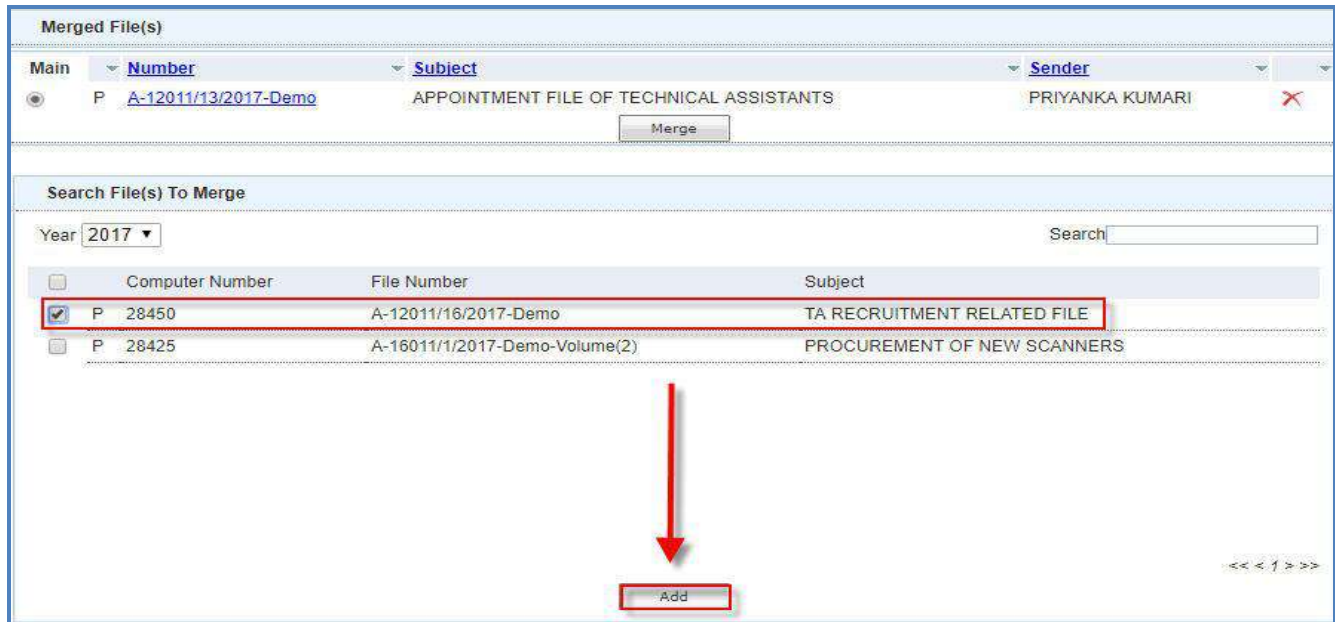 Merged File(s)
Main Number Subject Sender
P A-12011/13/2017-Demo APPOINTMENT FILE OF TECHNICAL ASSISTANTS PRIYANKA KUMARI
Merge
Search File(s) To Merge
Year 2017 Search
Computer Number File Number Subject
P 28450 A-12011/16/2017-Demo TA RECRUITMENT RELATED FILE
P 28425 A-16011/1/2017-Demo-Volume(2) PROCUREMENT OF NEW SCANNERS
<< < 1 > >>
Add